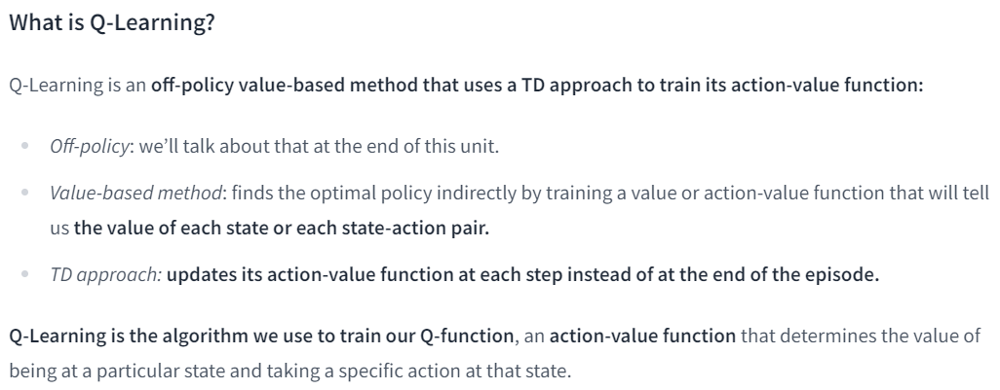 What is Q-Learning?
Q-Learning is an off-policy value-based method that uses a TD approach to train its action-value function:
Off-policy: we’ll talk about that at the end of this unit.
Value-based method: finds the optimal policy indirectly by training a value or action-value function that will tell
us the value of each state or each state-action pair.
TD approach: updates its action-value function at each step instead of at the end of the episode.
Q-Learning is the algorithm we use to train our Q-function, an action-value function that determines the value of
being at a particular state and taking a specific action at that state.